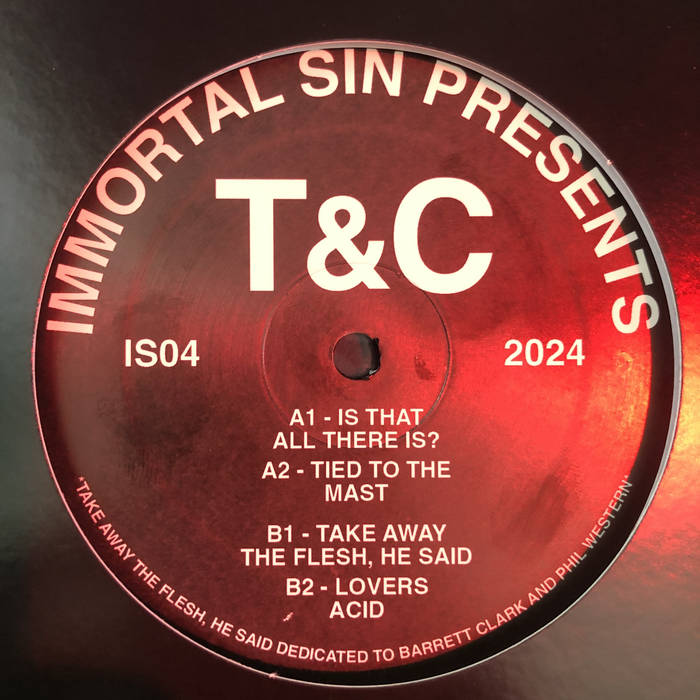 IMMORTAL SIN PRESENTS
T&C
IS04
2024
A1 - IS THAT
ALL THERE IS?
A2 - TIED TO THE
MAST
B1 - TAKE AWAY
THE FLESH, HE SAID
B2 - LOVERS
ACID
*TAKE AWAY THE FLESH, HE SAID DEDICATED TO BARRETT CLARK AND PHIL WESTERN*